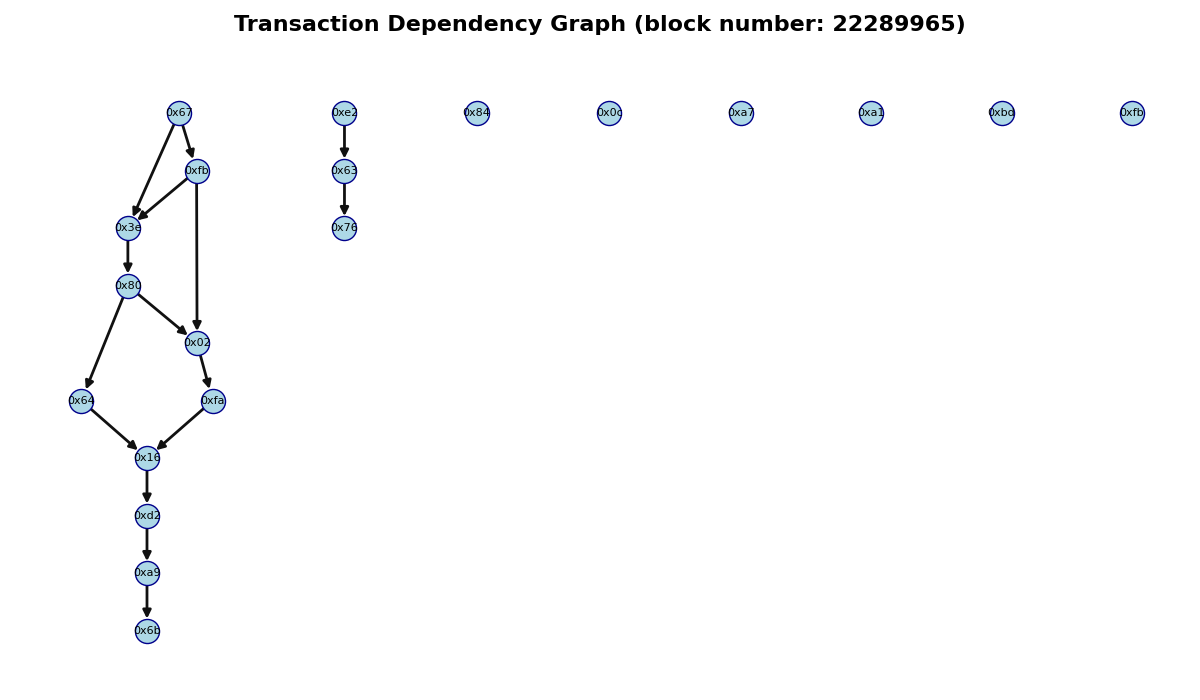 Transaction Dependency Graph (block number: 22289965)
0x67 0xe2 0x84 0x0c 0xa7 0xa1 0xbd 0xfb
0xfb 0x63
0x3e 0x76
0x80
0x02
0x64 0xfa
0x16
0xd2
0xa9
0x6b